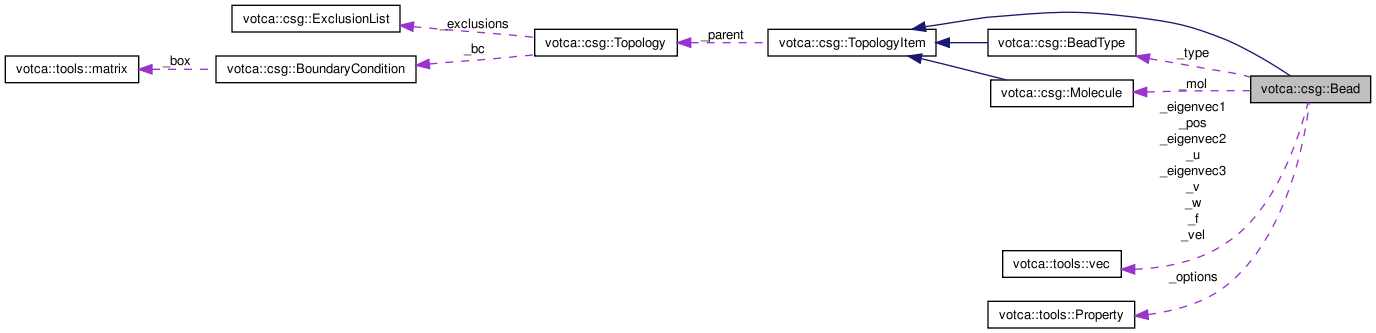 votca::csg::ExclusionList
_exclusions
votca::csg::Topology
_parent
votca::csg::TopologyItem
votca::csg::BeadType
_type
_bc
votca::tools::matrix
_box
votca::csg::BoundaryCondition
votca::csg::Molecule
_mol
votca::csg::Bead
_eigenvec1
_pos
_eigenvec2
_u
_eigenvec3
_v
_w
_f
_vel
votca::tools::vec
_options
votca::tools::Property